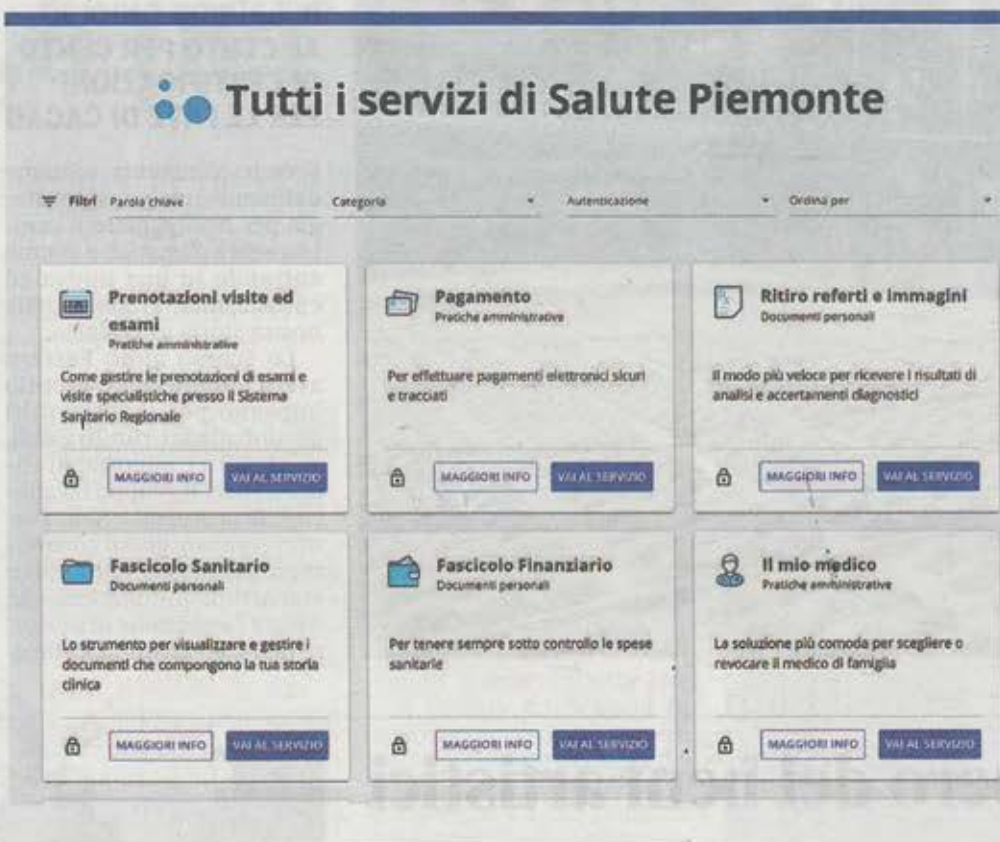 Tutti i servizi di Salute Piemonte
Filtri Parola chiave Categoria Autenticazione Ordina per
Prenotazioni visite ed
esami
Pratiche amministrative
Come gestire le prenotazioni di esami e
visite specialistiche presso il Sistema
Sanitario Regionale
MAGGIORI INFO VAI AL SERVIZIO
Pagamento
Pratiche amministrative
Per effettuare pagamenti elettronici sicuri
e tracciati
MAGGIORI INFO VAI AL SERVIZIO
Ritiro referti e immagini
Documenti personali
Il modo più veloce per ricevere i risultati di
analisi e accertamenti diagnostici
MAGGIORI INFO VAI AL SERVIZIO
Fascicolo Sanitario
Documenti personali
Lo strumento per visualizzare e gestire i
documenti che compongono la tua storia
clinica
MAGGIORI INFO VAI AL SERVIZIO
Fascicolo Finanziario
Documenti personali
Per tenere sempre sotto controllo le spese
sanitarie
MAGGIORI INFO VAI AL SERVIZIO
Il mio medico
Pratiche amministrative
La soluzione più comoda per scegliere o
revocare il medico di famiglia
MAGGIORI INFO VAI AL SERVIZIO